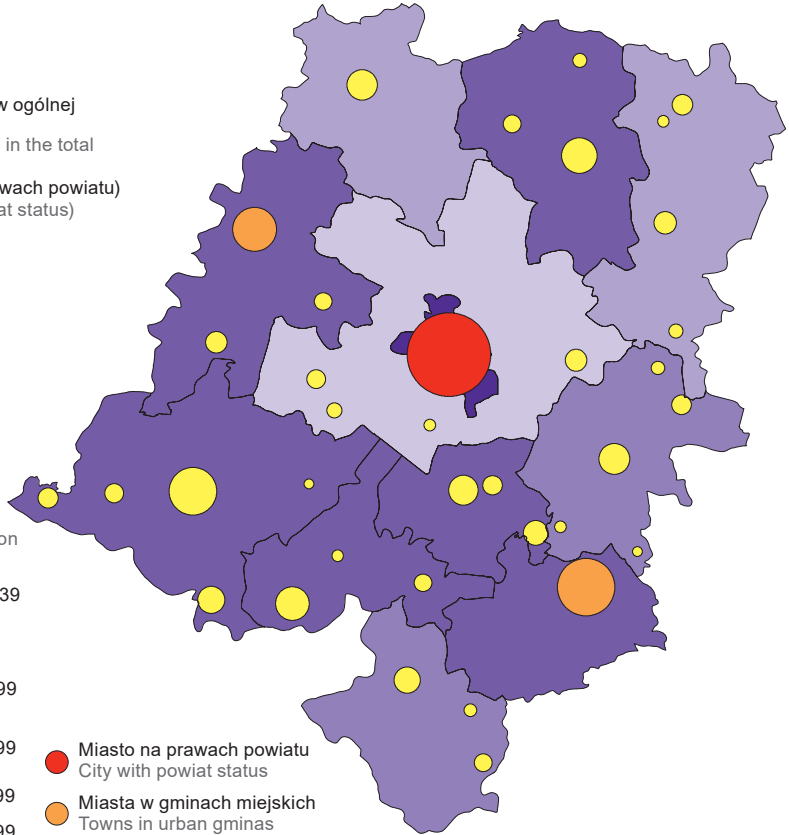 w ogólnej
in the total
wach powiatu)
at status)
on
39
99
99
99
99
Miasto na prawach powiatu
City with powiat status
Miasta w gminach miejskich
Towns in urban gminas